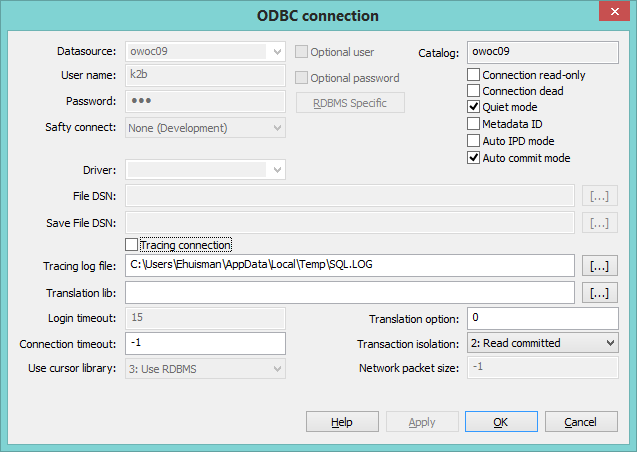 ODBC connection
Datasource: owoc09 Optional user Catalog: owoc09
User name: k2b Optional password Connection read-only
Connection dead
Password: ●●● RDBMS Specific Quiet mode
Metadata ID
Safty connect: None (Development) Auto IPD mode
Auto commit mode
Driver:
File DSN: [...]
Save File DSN: [...]
Tracing connection
Tracing log file: C:\Users\Ehuisman\AppData\Local\Temp\SQL.LOG [...]
Translation lib: [...]
Login timeout: 15 Translation option: 0
Connection timeout: -1 Transaction isolation: 2: Read committed
Use cursor library: 3: Use RDBMS Network packet size: -1
Help Apply OK Cancel